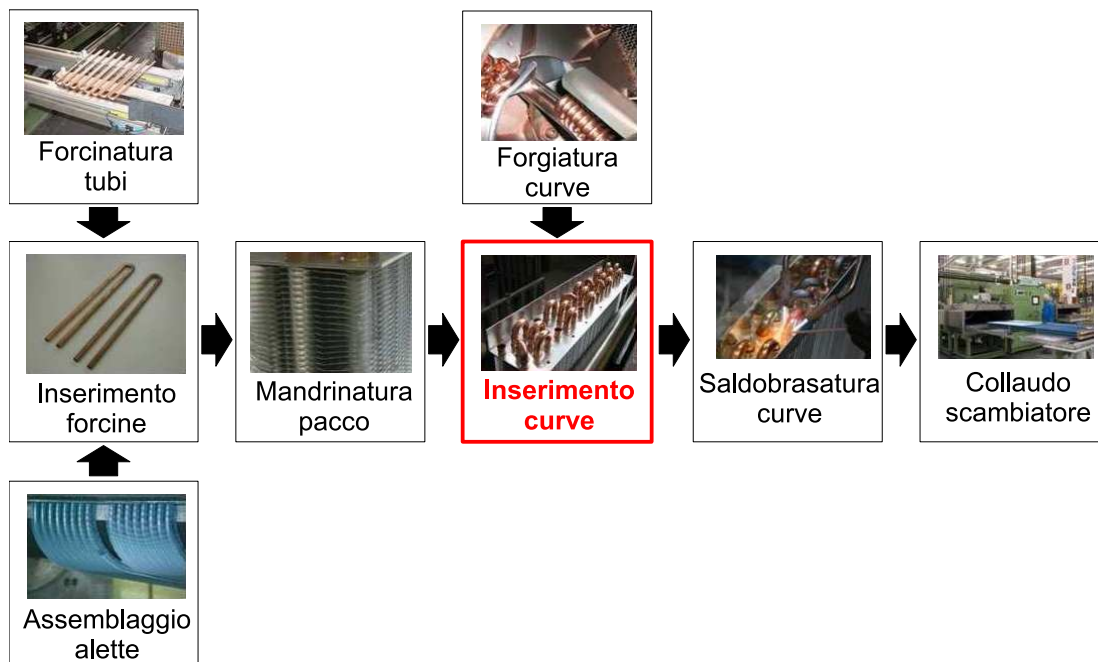 Forcinatura
tubi
Forgiatura
curve
Inserimento
forcine
Mandrinatura
pacco
Inserimento
curve
Saldobrasatura
curve
Collaudo
scambiatore
Assemblaggio
alette